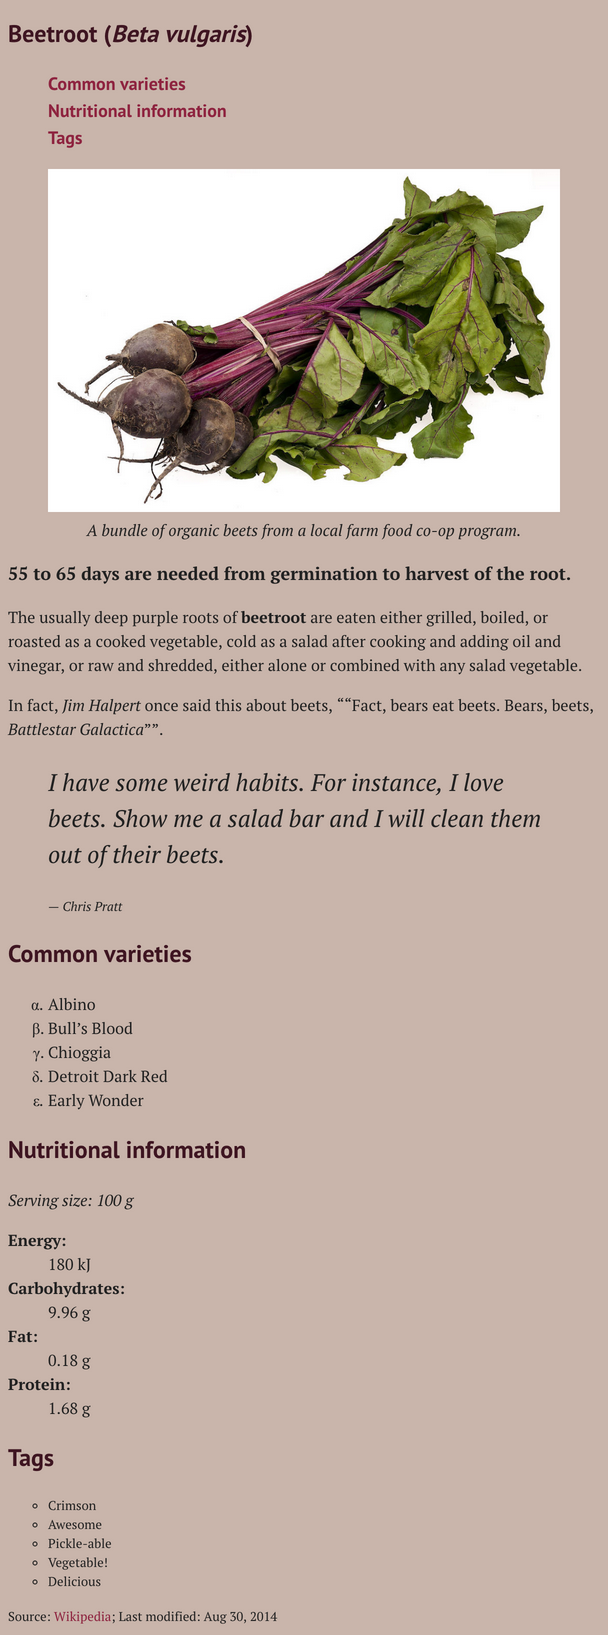 Beetroot (Beta vulgaris)
Common varieties
Nutritional information
Tags
A bundle of organic beets from a local farm food co-op program.
55 to 65 days are needed from germination to harvest of the root.
The usually deep purple roots of beetroot are eaten either grilled, boiled, or
roasted as a cooked vegetable, cold as a salad after cooking and adding oil and
vinegar, or raw and shredded, either alone or combined with any salad vegetable.
In fact, Jim Halpert once said this about beets, ““Fact, bears eat beets. Bears, beets,
Battlestar Galactica””.
I have some weird habits. For instance, I love
beets. Show me a salad bar and I will clean them
out of their beets.
— Chris Pratt
Common varieties
α. Albino
β. Bull’s Blood
γ. Chioggia
δ. Detroit Dark Red
ε. Early Wonder
Nutritional information
Serving size: 100 g
Energy:
180 kJ
Carbohydrates:
9.96 g
Fat:
0.18 g
Protein:
1.68 g
Tags
◦ Crimson
◦ Awesome
◦ Pickle-able
◦ Vegetable!
◦ Delicious
Source: Wikipedia; Last modified: Aug 30, 2014